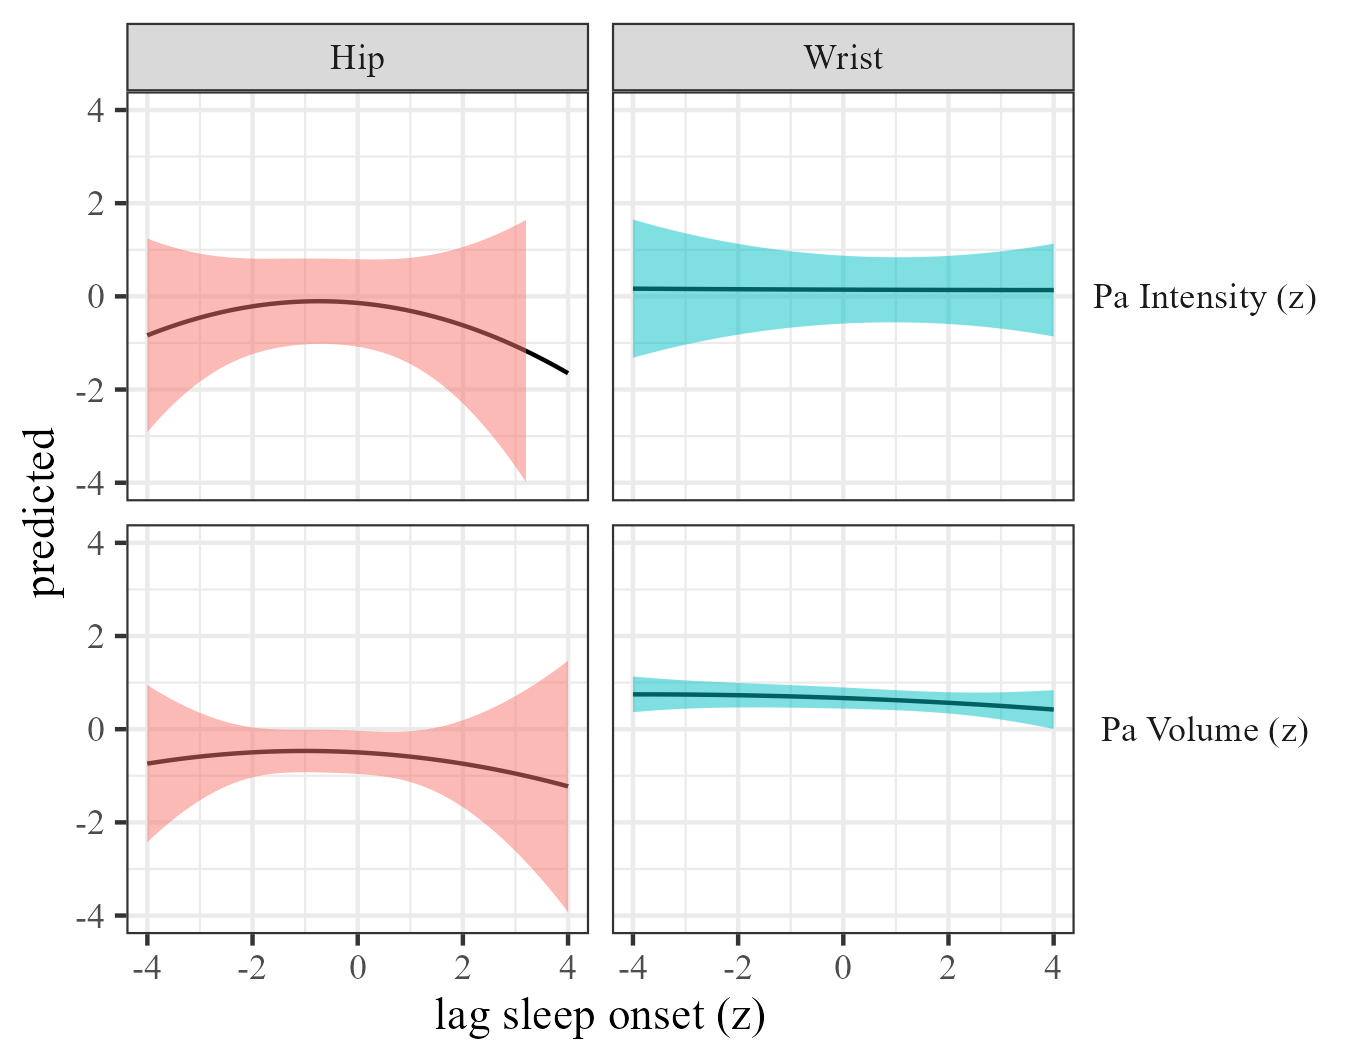 Hip
Wrist
4
2
0
-2
-4
Pa Intensity (z)
predicted
4
2
0
-2
-4
Pa Volume (z)
-4 -2 0 2 4
-4 -2 0 2 4
lag sleep onset (z)